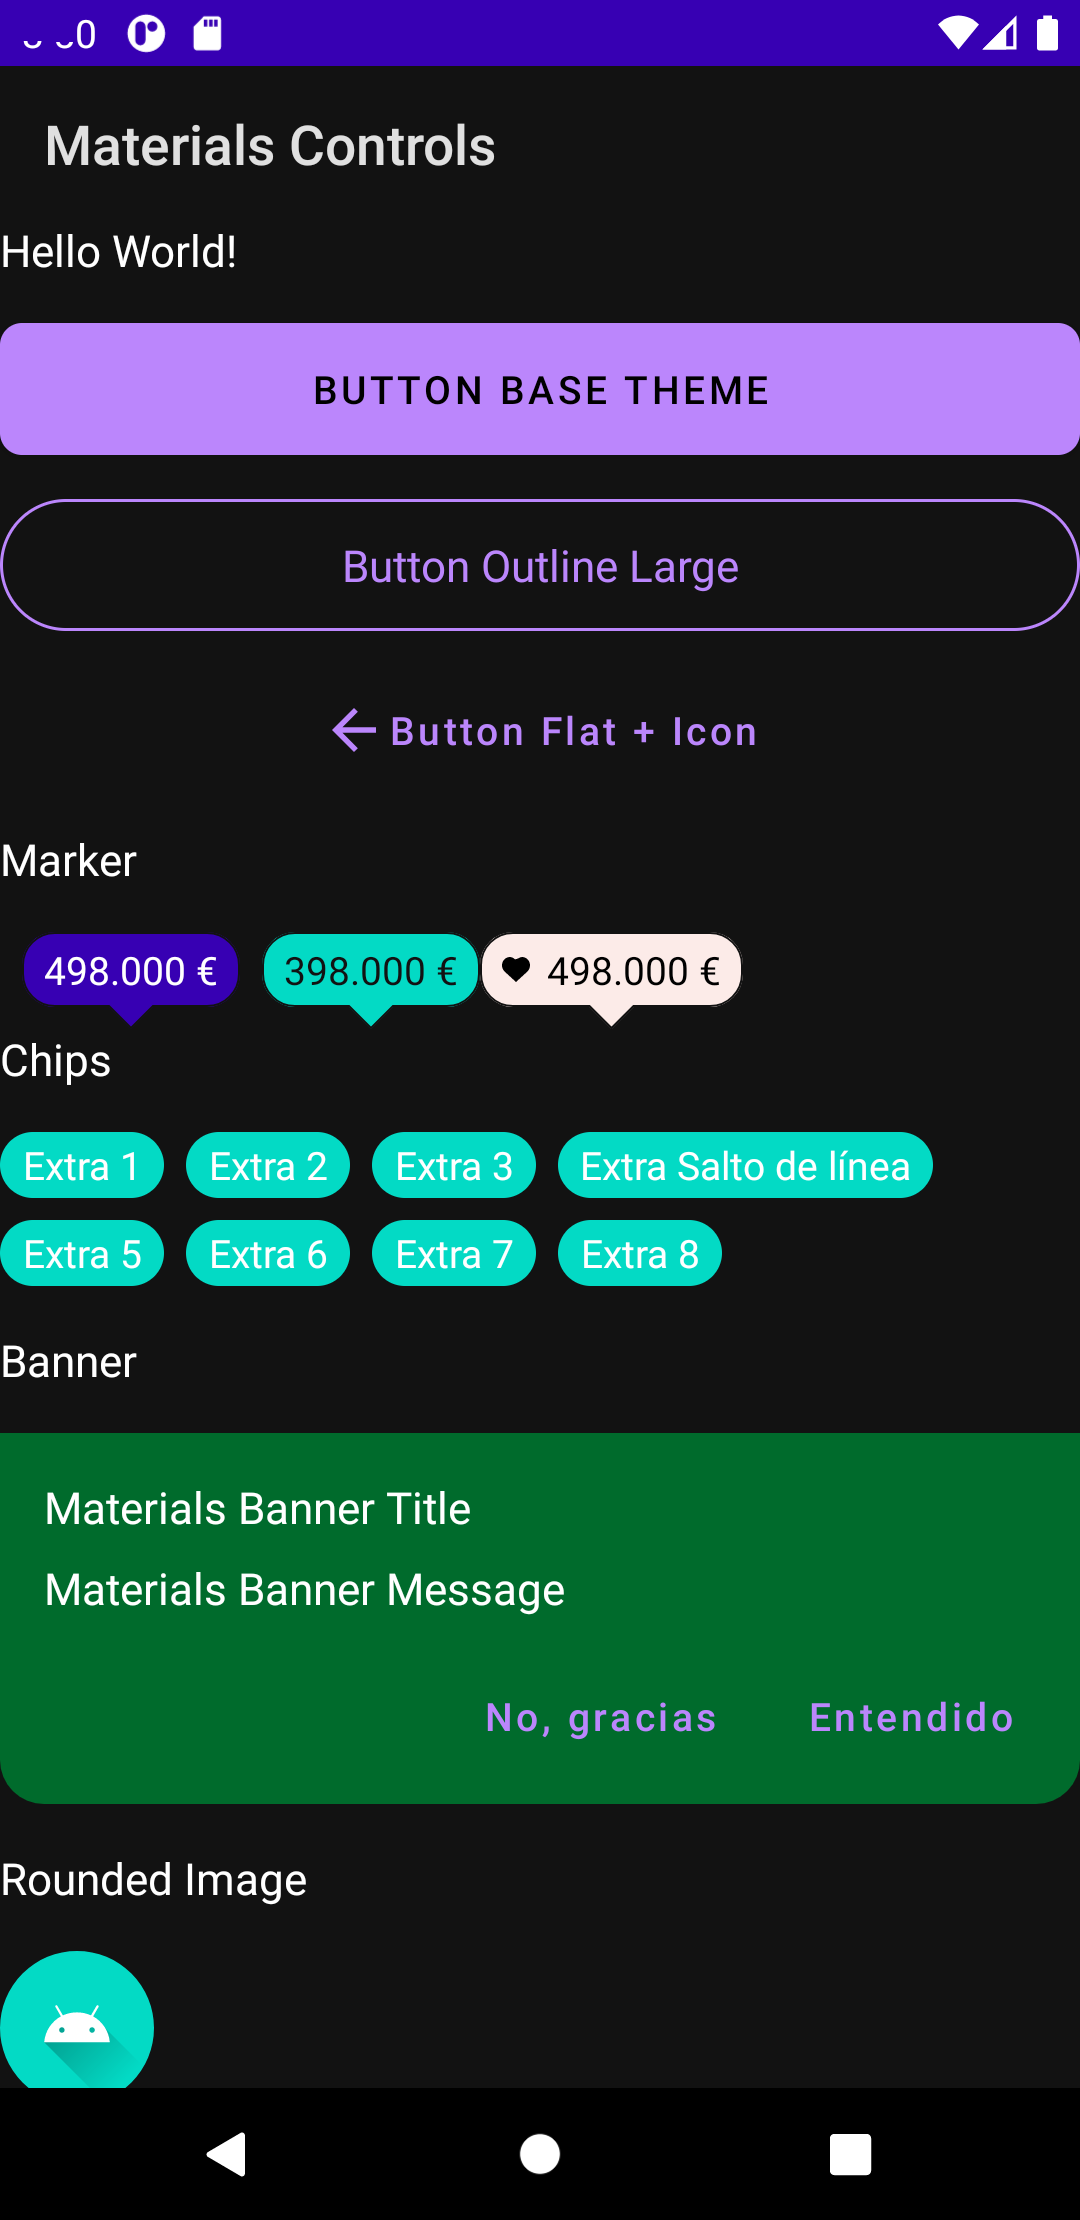 Materials Controls
Hello World!
BUTTON BASE THEME
Button Outline Large
Button Flat + Icon
Marker
498.000 € 398.000 € 498.000 €
Chips
Extra 1 Extra 2 Extra 3 Extra Salto de línea
Extra 5 Extra 6 Extra 7 Extra 8
Banner
Materials Banner Title
Materials Banner Message
No, gracias Entendido
Rounded Image